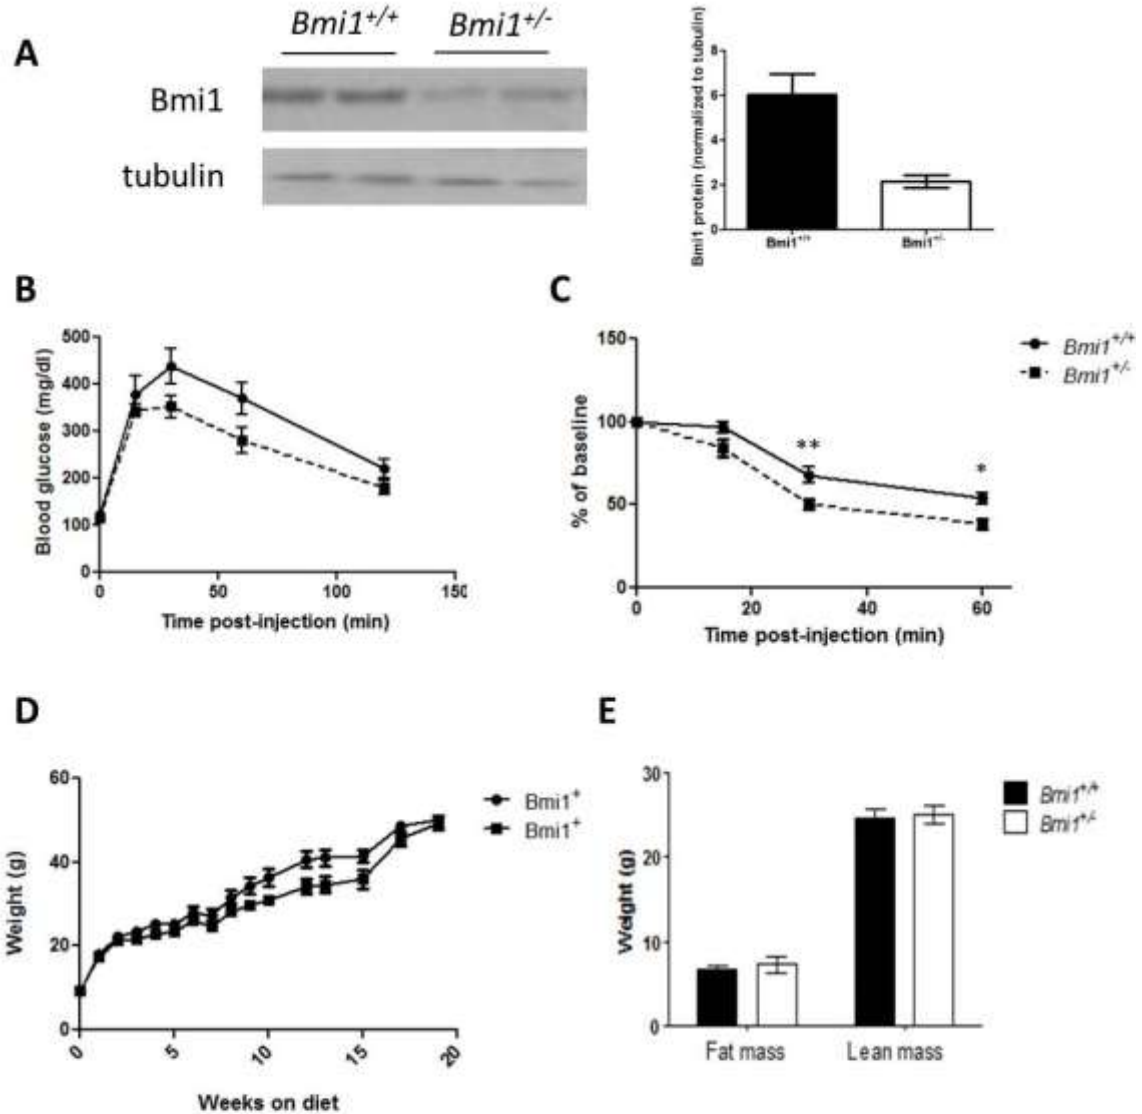 A
Bmi1+/+ Bmi1+/-
Bmi1
tubulin
Bmi1 protein (normalized to tubulin)
8
6
4
2
0
Bmi1+/+ Bmi1+/-
B
Blood glucose (mg/dl)
500
400
300
200
100
0
0 50 100 150
Time post-injection (min)
C
% of baseline
150
100
50
0
** *
0 20 40 60
Time post-injection (min)
Bmi1+/+
Bmi1+/-
D
Weight (g)
60
40
20
0
0 5 10 15 20
Weeks on diet
Bmi1+
Bmi1+
E
Weight (g)
30
20
10
0
Fat mass Lean mass
Bmi1+/+
Bmi1+/-